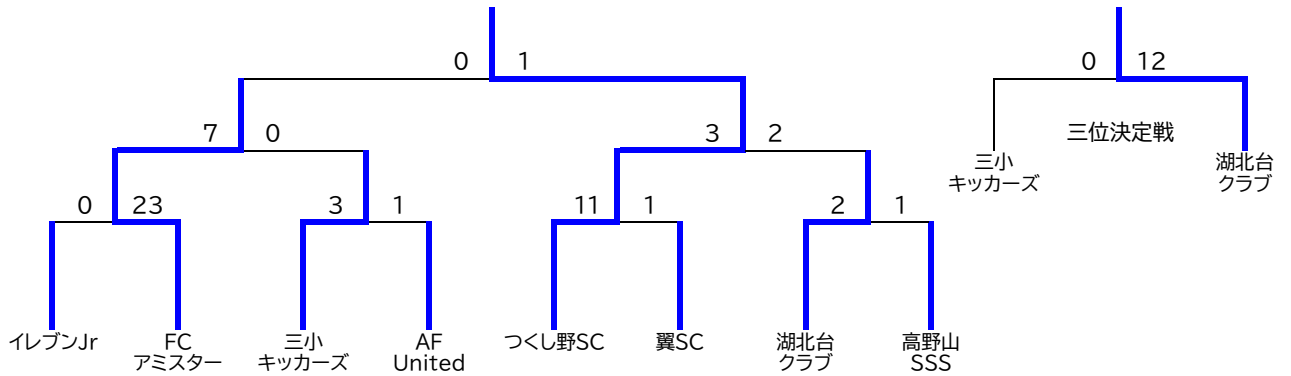 0 1
0 12
7 0
3 2
三位決定戦
三小
キッカーズ
湖北台
クラブ
0 23
3 1
11 1
2 1
イレブンJr
FC
アミスター
三小
キッカーズ
AF
United
つくし野SC
翼SC
湖北台
クラブ
高野山
SSS